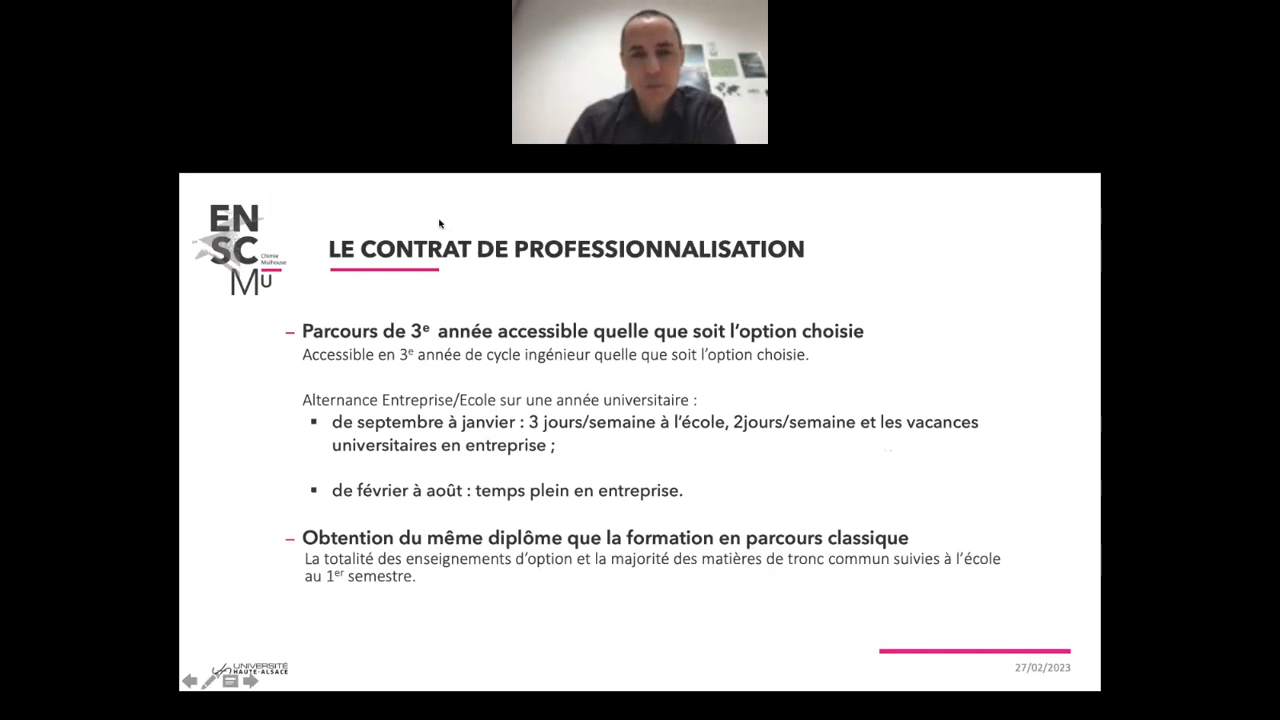 EN
SC
Chimie
Mulhouse
MU
LE CONTRAT DE PROFESSIONNALISATION
– Parcours de 3e année accessible quelle que soit l’option choisie
Accessible en 3e année de cycle ingénieur quelle que soit l’option choisie.
Alternance Entreprise/Ecole sur une année universitaire :
▪ de septembre à janvier : 3 jours/semaine à l’école, 2jours/semaine et les vacances
universitaires en entreprise ;
▪ de février à août : temps plein en entreprise.
– Obtention du même diplôme que la formation en parcours classique
La totalité des enseignements d’option et la majorité des matières de tronc commun suivies à l’école
au 1er semestre.
UNIVERSITÉ
HAUTE-ALSACE
27/02/2023